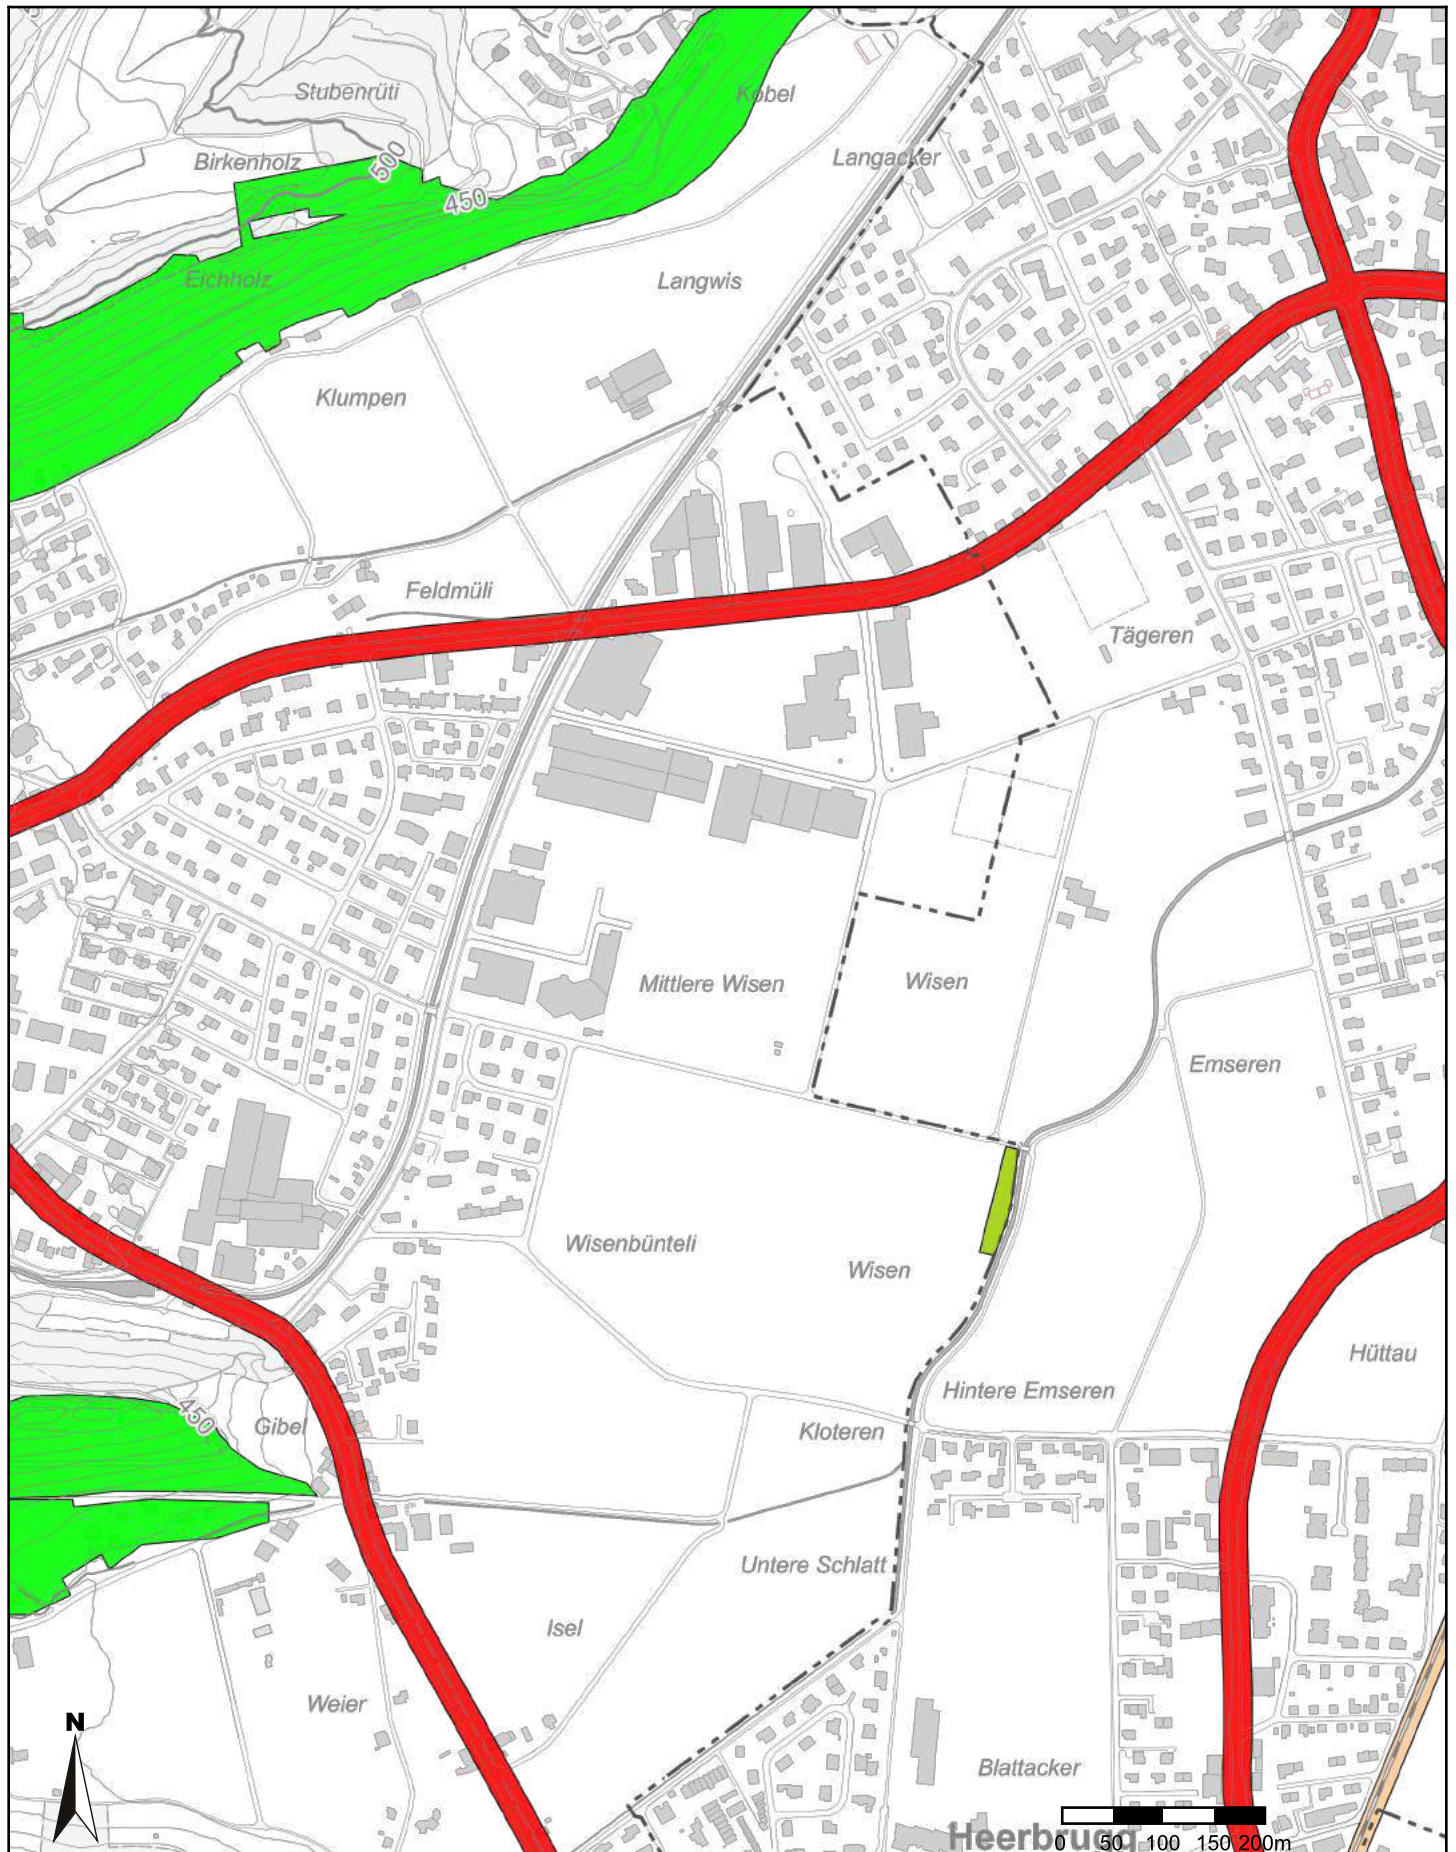 Stubenrüti
Kobel
Birkenholz
500
Langacker
450
Eichholz
Langwis
Klumpen
Feldmüli
Tägeren
Mittlere Wisen
Wisen
Emseren
Wisenbünteli
Wisen
Hüttau
Hintere Emseren
450
Gibel
Kloteren
Untere Schlatt
Isel
Weier
N
Blattacker
Heerbrugg
0 50 100 150 200m